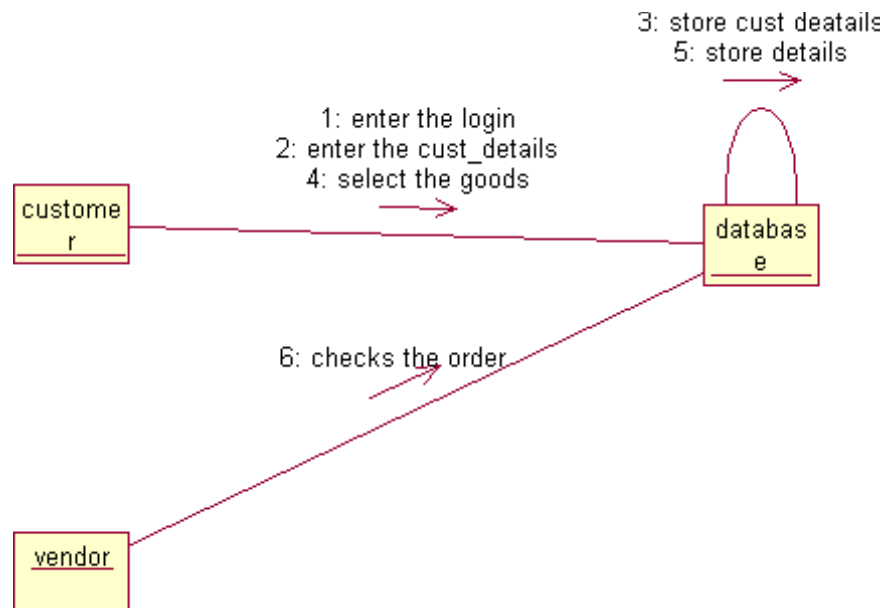 3: store cust deatails
5: store details
1: enter the login
2: enter the cust_details
4: select the goods
custome
r
databas
e
6: checks the order
vendor